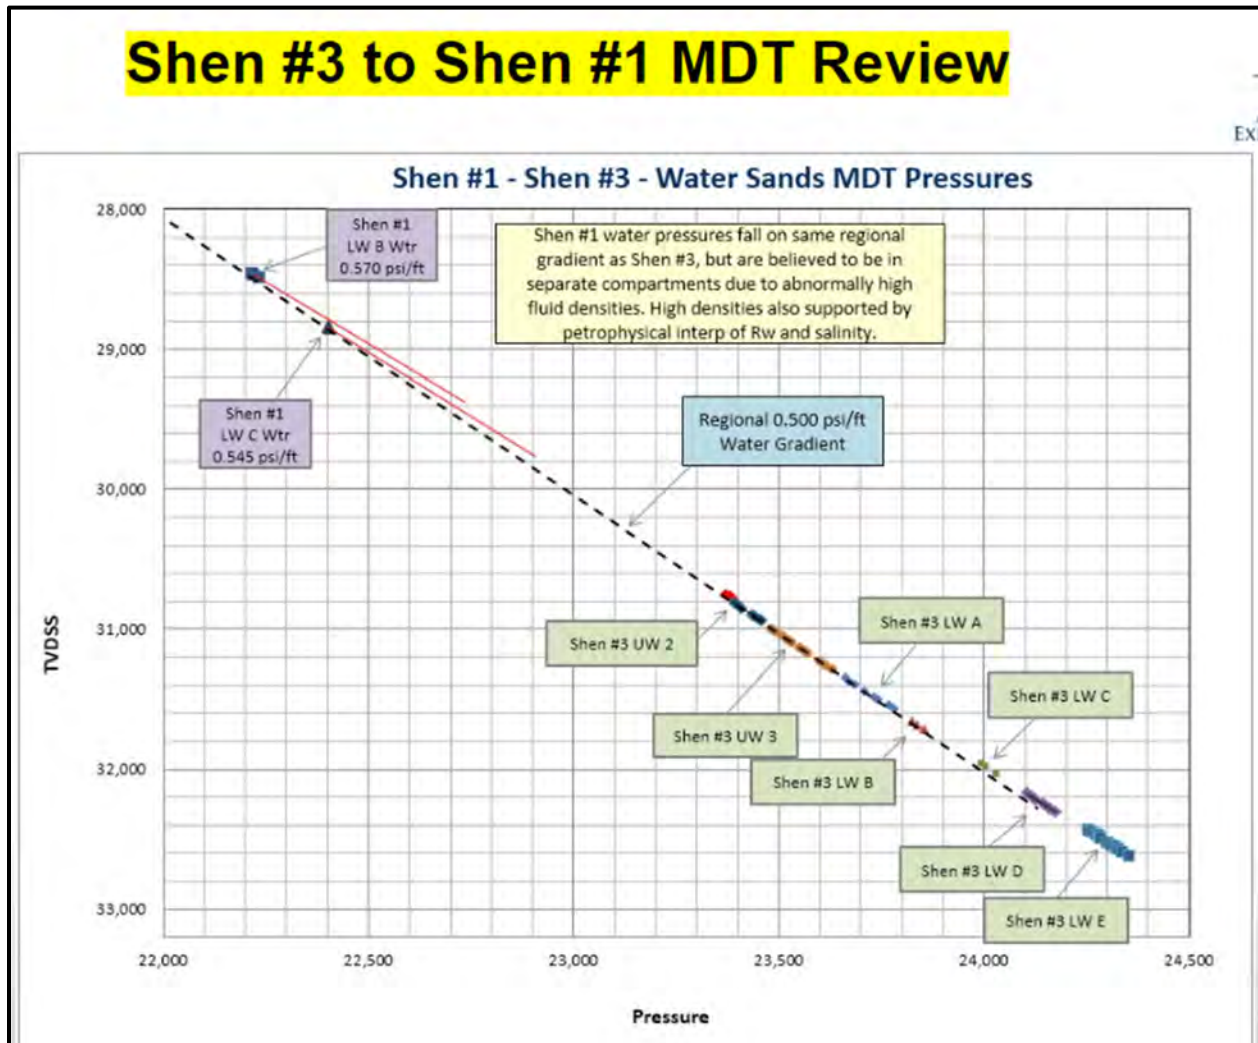 Shen #3 to Shen #1 MDT Review
Ex
Shen #1 - Shen #3 - Water Sands MDT Pressures
28,000
29,000
30,000
31,000
32,000
33,000
TVDSS
Shen #1
LW B Wtr
0.570 psi/ft
Shen #1 water pressures fall on same regional
gradient as Shen #3, but are believed to be in
separate compartments due to abnormally high
fluid densities. High densities also supported by
petrophysical interp of Rw and salinity.
Shen #1
LW C Wtr
0.545 psi/ft
Regional 0.500 psi/ft
Water Gradient
Shen #3 UW 2
Shen #3 LW A
Shen #3 UW 3
Shen #3 LW C
Shen #3 LW B
Shen #3 LW D
Shen #3 LW E
22,000
22,500
23,000
23,500
24,000
24,500
Pressure